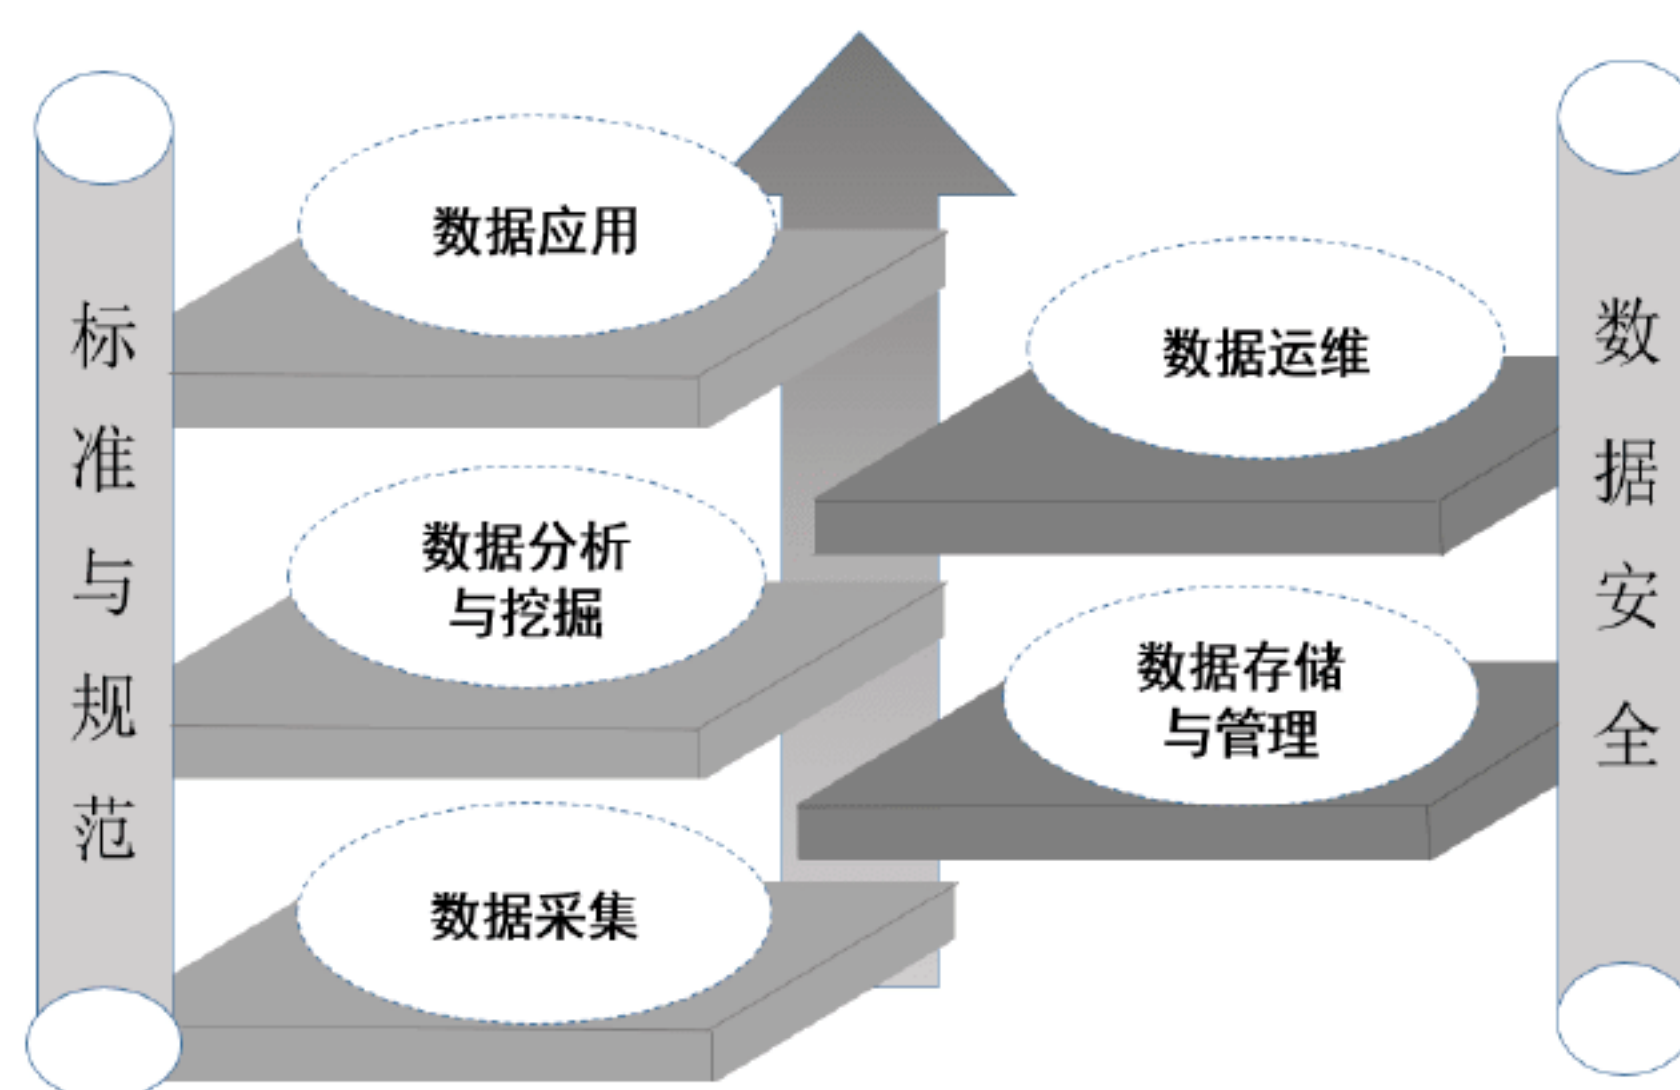 标准与规范
数据应用
数据运维
数据分析
与挖掘
数据存储
与管理
数据采集
数据安全